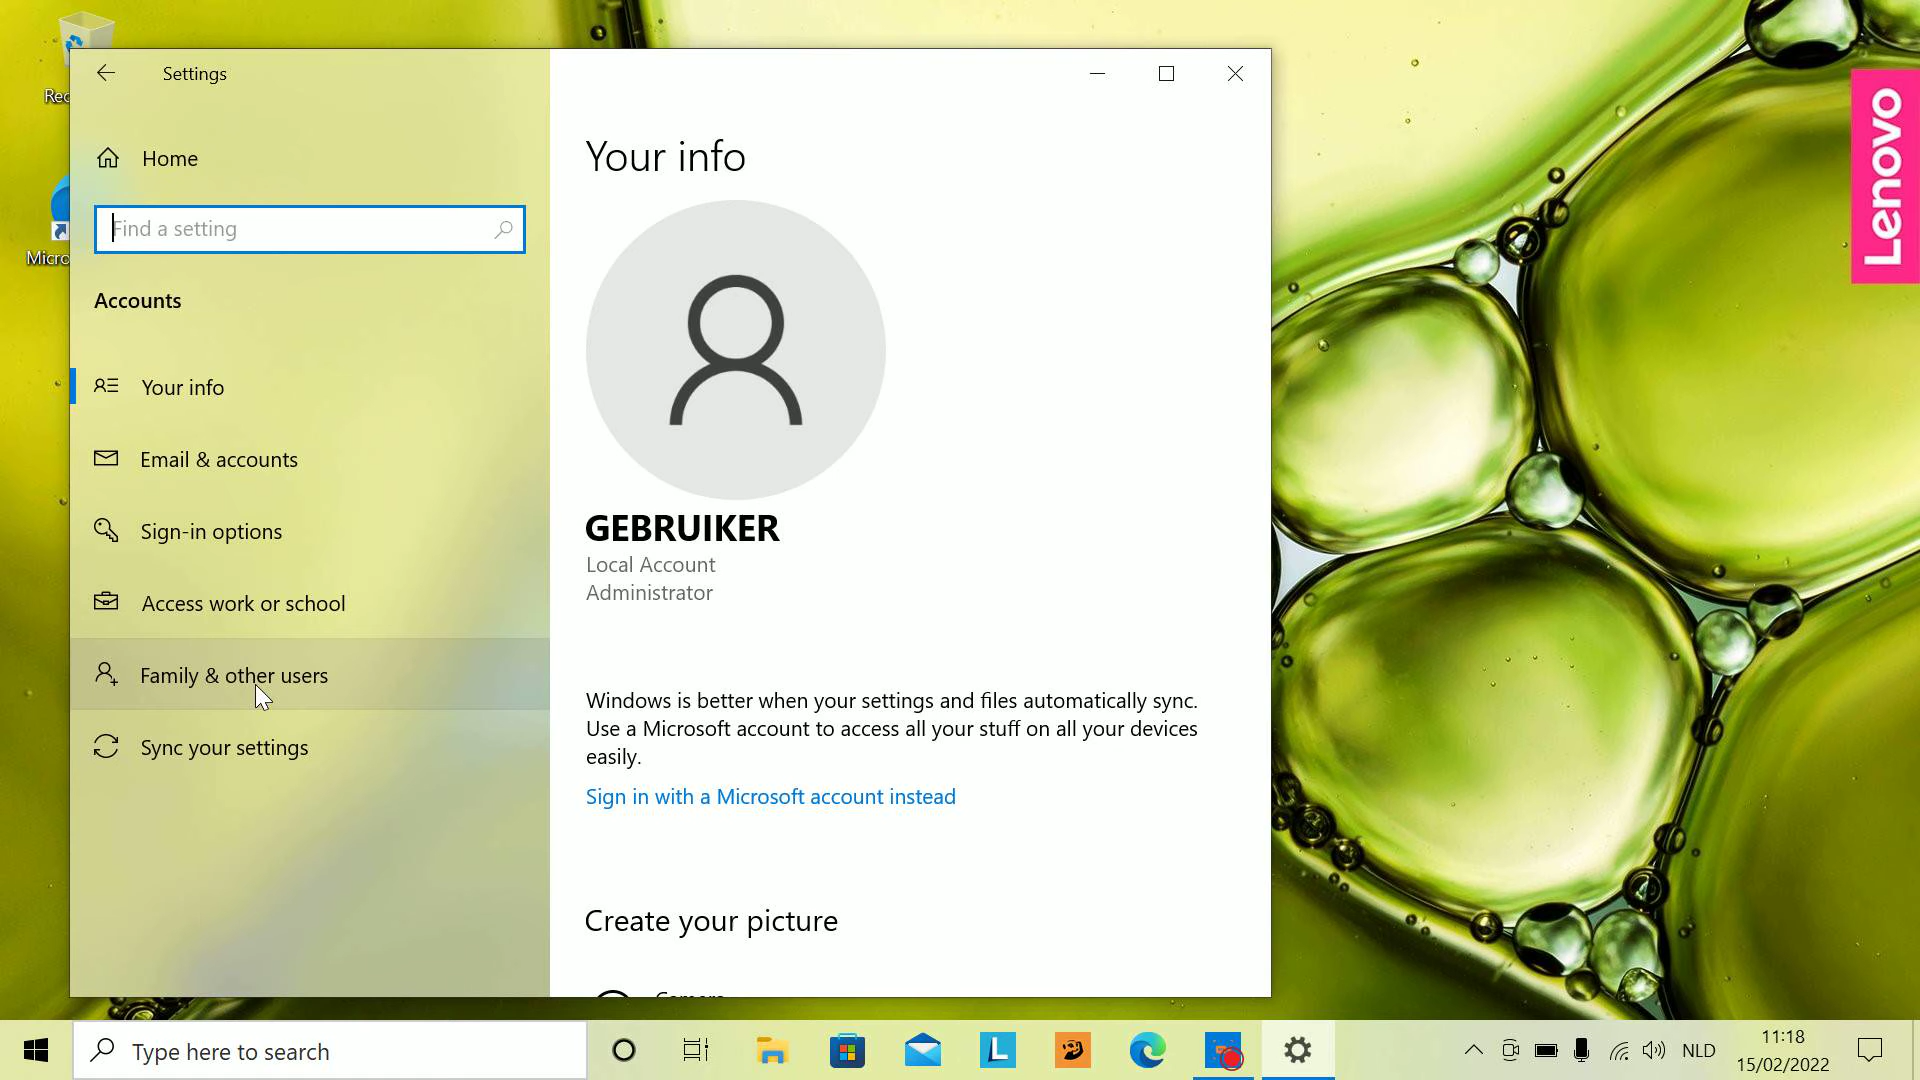 Settings
Home
Find a setting
Accounts
Your info
Email & accounts
Sign-in options
Access work or school
Family & other users
Sync your settings
Your info
GEBRUIKER
Local Account
Administrator
Windows is better when your settings and files automatically sync.
Use a Microsoft account to access all your stuff on all your devices
easily.
Sign in with a Microsoft account instead
Create your picture
Lenovo
Type here to search
L
NLD
11:18
15/02/2022